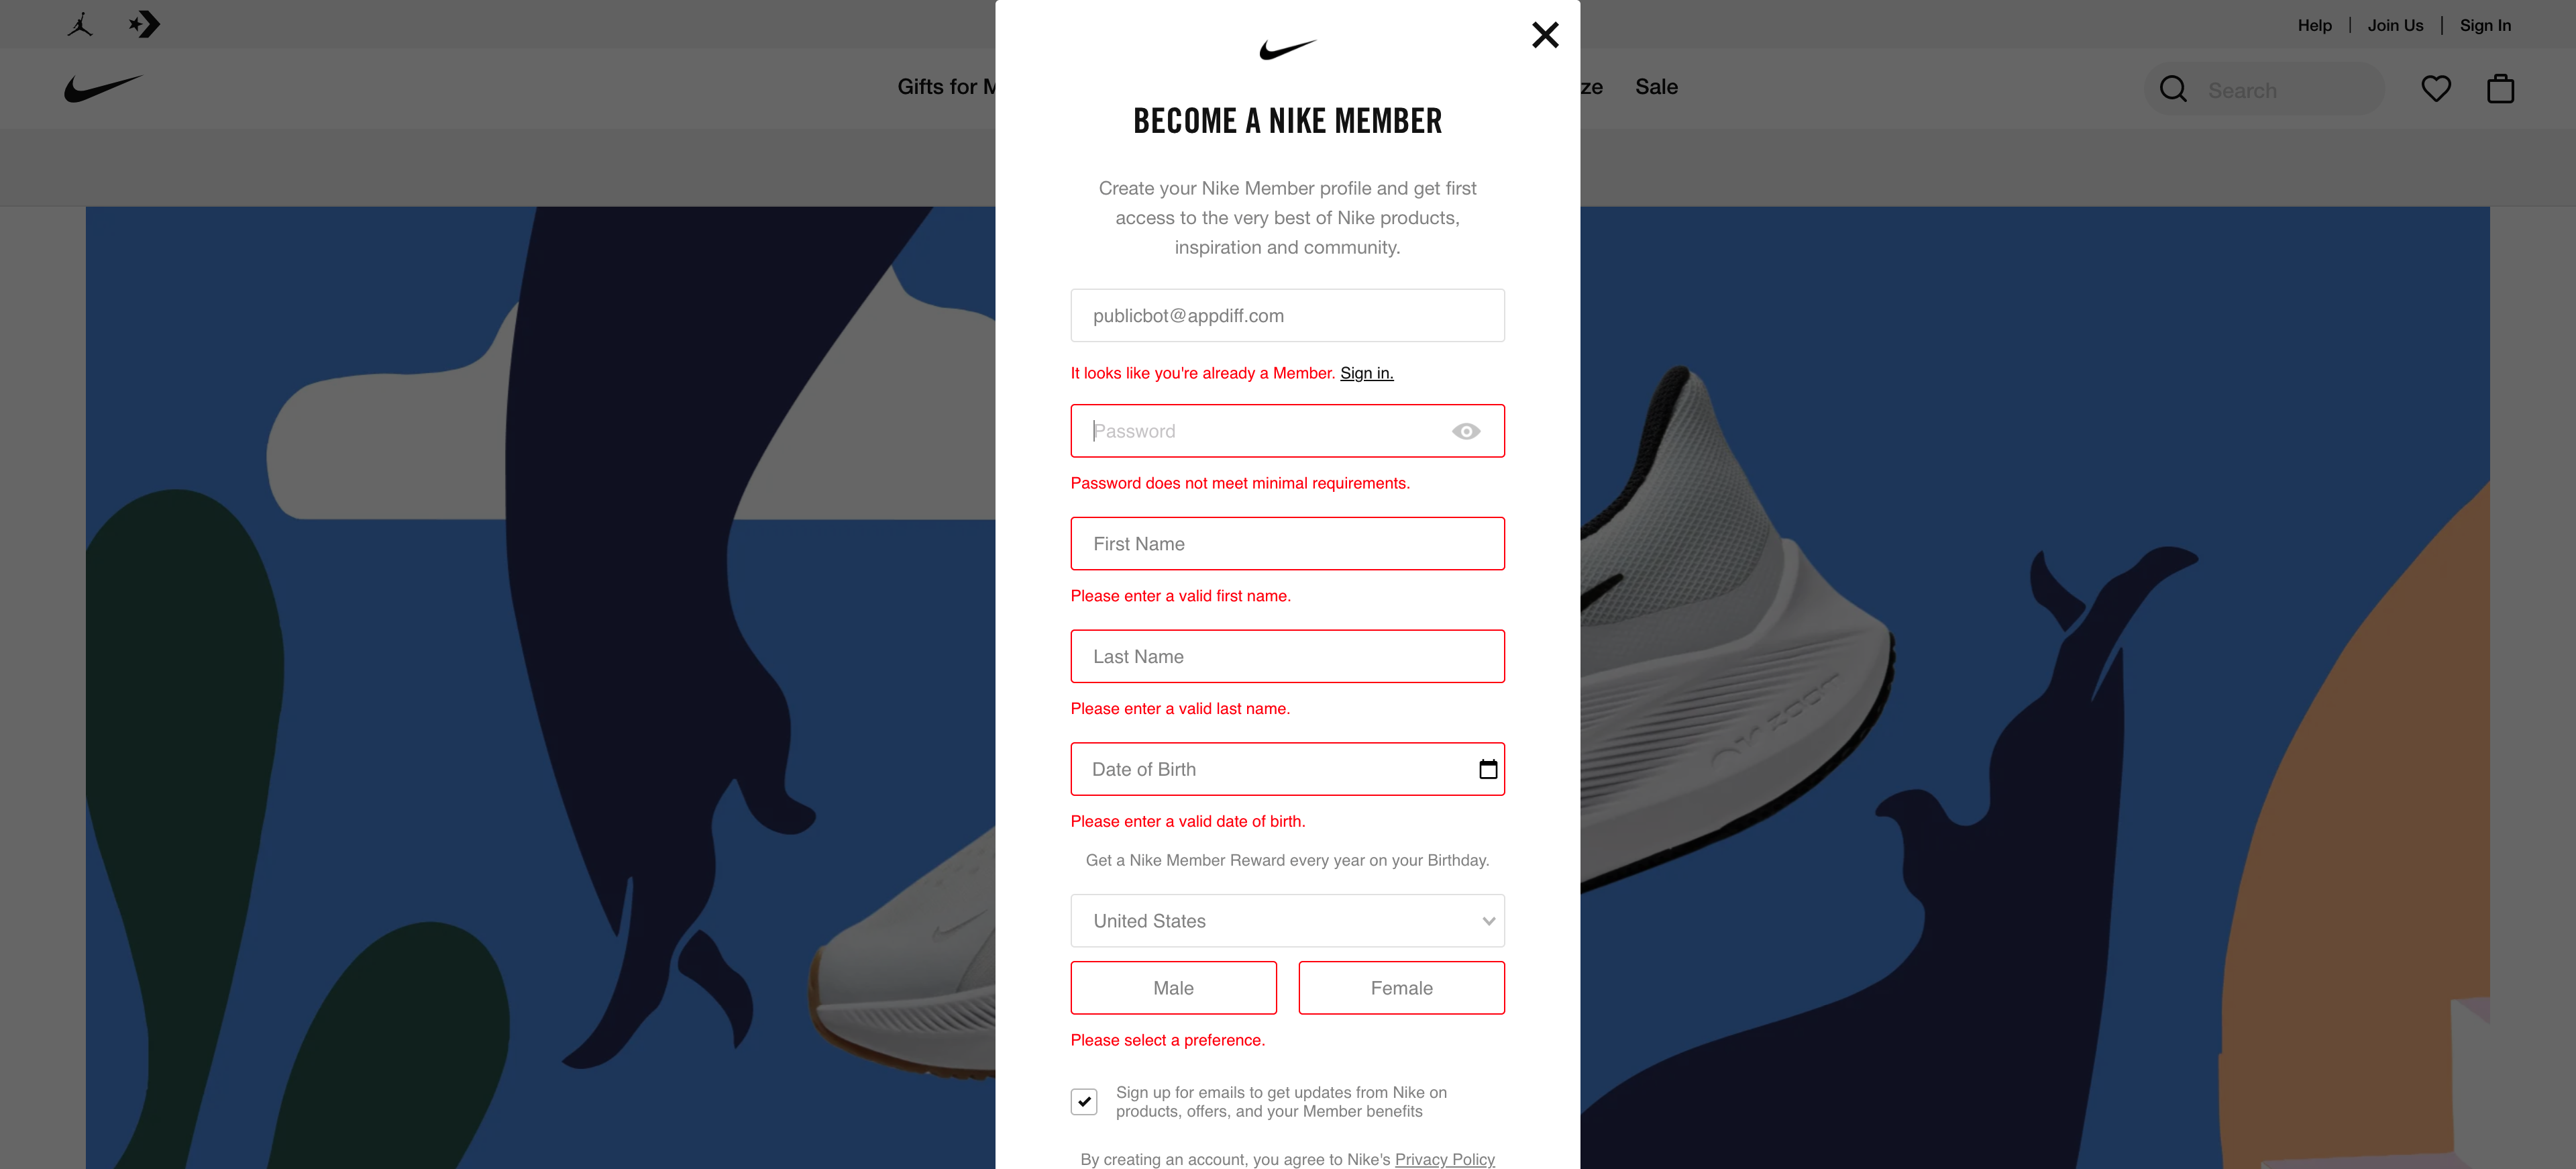 Help
Join Us
Sign In
Gifts for M
ze
Sale
Search
BECOME A NIKE MEMBER
Create your Nike Member profile and get first
access to the very best of Nike products,
inspiration and community.
publicbot@appdiff.com
It looks like you're already a Member. Sign in.
Password
Password does not meet minimal requirements.
First Name
Please enter a valid first name.
Last Name
Please enter a valid last name.
Date of Birth
Please enter a valid date of birth.
Get a Nike Member Reward every year on your Birthday.
United States
Male
Female
Please select a preference.
Sign up for emails to get updates from Nike on
products, offers, and your Member benefits
By creating an account, you agree to Nike's Privacy Policy